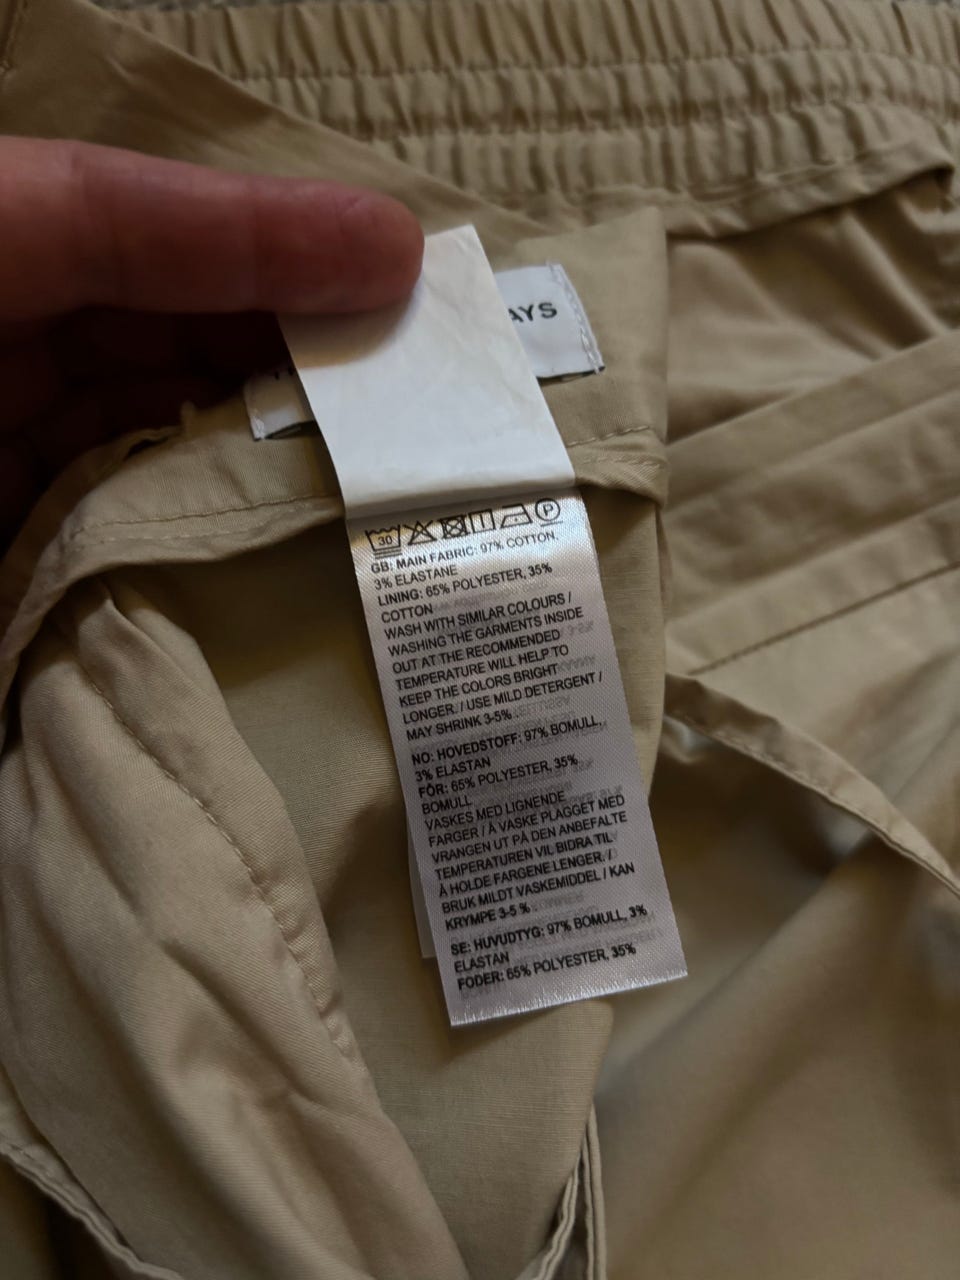 AYS
30
P
GB: MAIN FABRIC: 97% COTTON,
3% ELASTANE
LINING: 65% POLYESTER, 35%
COTTON
WASH WITH SIMILAR COLOURS /
WASHING THE GARMENTS INSIDE
OUT AT THE RECOMMENDED
TEMPERATURE WILL HELP TO
KEEP THE COLORS BRIGHT
LONGER. / USE MILD DETERGENT /
MAY SHRINK 3-5% .
NO: HOVEDSTOFF: 97% BOMULL,
3% ELASTAN
FÔR: 65% POLYESTER, 35%
BOMULL
VASKES MED LIGNENDE
FARGER / Å VASKE PLAGGET MED
VRANGEN UT PÅ DEN ANBEFALTE
TEMPERATUREN VIL BIDRA TIL
Å HOLDE FARGENE LENGER. /
BRUK MILDT VASKEMIDDEL / KAN
KRYMPE 3-5 % .
SE: HUVUDTYG: 97% BOMULL, 3%
ELASTAN
FODER: 65% POLYESTER, 35%